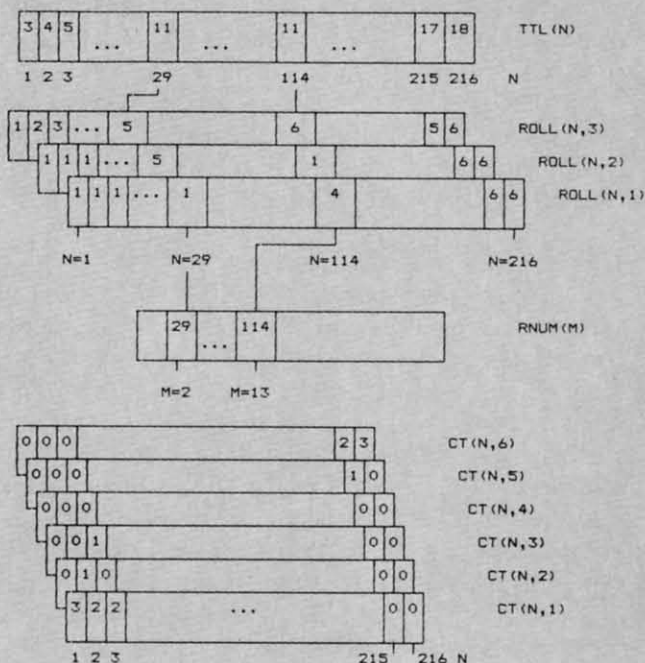 3 4 5 ... 11 ... 11 ... 17 18 TTL(N)
1 2 3 29 114 215 216 N
1 2 3 ... 5 6 5 6 ROLL(N,3)
1 1 1 ... 5 1 6 6 ROLL(N,2)
1 1 1 ... 1 4 6 6 ROLL(N,1)
N=1 N=29 N=114 N=216
29 ... 114 RNUM(M)
M=2 M=13
0 0 0 2 3 CT(N,6)
0 0 0 1 0 CT(N,5)
0 0 0 0 0 CT(N,4)
0 0 1 0 0 CT(N,3)
0 1 0 0 0 CT(N,2)
3 2 2 ... 0 0 CT(N,1)
1 2 3 215 216 N